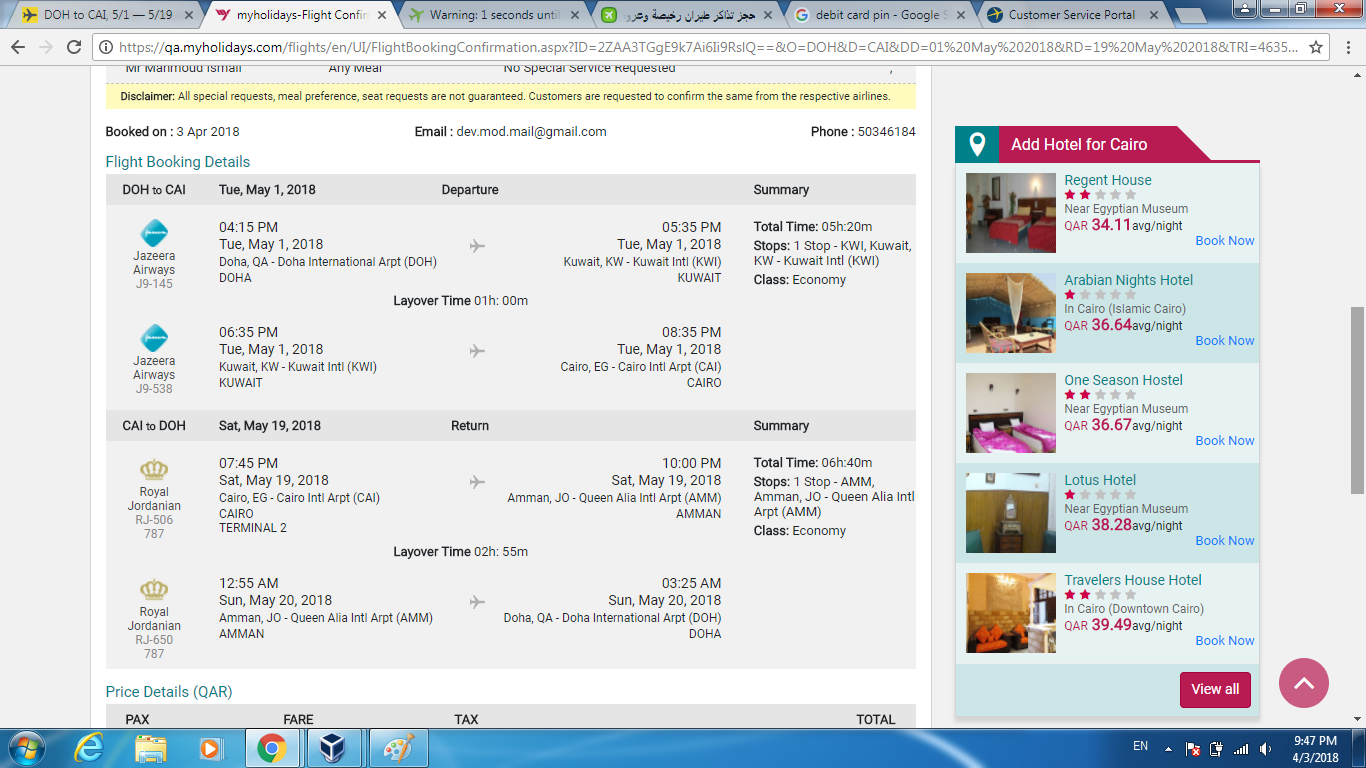 DOH to CAI, 5/1 — 5/19
myholidays-Flight Confirm
Warning: 1 seconds until
حجز تذاكر طيران رخيصة وعرو
debit card pin - Google S
Customer Service Portal
https://qa.myholidays.com/flights/en/UI/FlightBookingConfirmation.aspx?ID=2ZAA3TGgE9k7Ai6Ii9RsIQ==&O=DOH&D=CAI&DD=01%20May%202018&RD=19%20May%202018&TRI=4635...
Mr Mahmoud Ismail Any Meal No Special Service Requested ,
Disclaimer: All special requests, meal preference, seat requests are not guaranteed. Customers are requested to confirm the same from the respective airlines.
Booked on : 3 Apr 2018 Email : dev.mod.mail@gmail.com Phone : 50346184
Flight Booking Details
DOH to CAI Tue, May 1, 2018 Departure Summary
Jazeera
Airways
J9-145
04:15 PM
Tue, May 1, 2018
Doha, QA - Doha International Arpt (DOH)
DOHA
05:35 PM
Tue, May 1, 2018
Kuwait, KW - Kuwait Intl (KWI)
KUWAIT
Total Time: 05h:20m
Stops: 1 Stop - KWI, Kuwait,
KW - Kuwait Intl (KWI)
Class: Economy
Layover Time 01h: 00m
Jazeera
Airways
J9-538
06:35 PM
Tue, May 1, 2018
Kuwait, KW - Kuwait Intl (KWI)
KUWAIT
08:35 PM
Tue, May 1, 2018
Cairo, EG - Cairo Intl Arpt (CAI)
CAIRO
CAI to DOH Sat, May 19, 2018 Return Summary
Royal
Jordanian
RJ-506
787
07:45 PM
Sat, May 19, 2018
Cairo, EG - Cairo Intl Arpt (CAI)
CAIRO
TERMINAL 2
10:00 PM
Sat, May 19, 2018
Amman, JO - Queen Alia Intl Arpt (AMM)
AMMAN
Total Time: 06h:40m
Stops: 1 Stop - AMM,
Amman, JO - Queen Alia Intl
Arpt (AMM)
Class: Economy
Layover Time 02h: 55m
Royal
Jordanian
RJ-650
787
12:55 AM
Sun, May 20, 2018
Amman, JO - Queen Alia Intl Arpt (AMM)
AMMAN
03:25 AM
Sun, May 20, 2018
Doha, QA - Doha International Arpt (DOH)
DOHA
Price Details (QAR)
PAX FARE TAX TOTAL
Add Hotel for Cairo
Regent House
Near Egyptian Museum
QAR 34.11avg/night
Book Now
Arabian Nights Hotel
In Cairo (Islamic Cairo)
QAR 36.64avg/night
Book Now
One Season Hostel
Near Egyptian Museum
QAR 36.67avg/night
Book Now
Lotus Hotel
Near Egyptian Museum
QAR 38.28avg/night
Book Now
Travelers House Hotel
In Cairo (Downtown Cairo)
QAR 39.49avg/night
Book Now
View all
EN
9:47 PM
4/3/2018